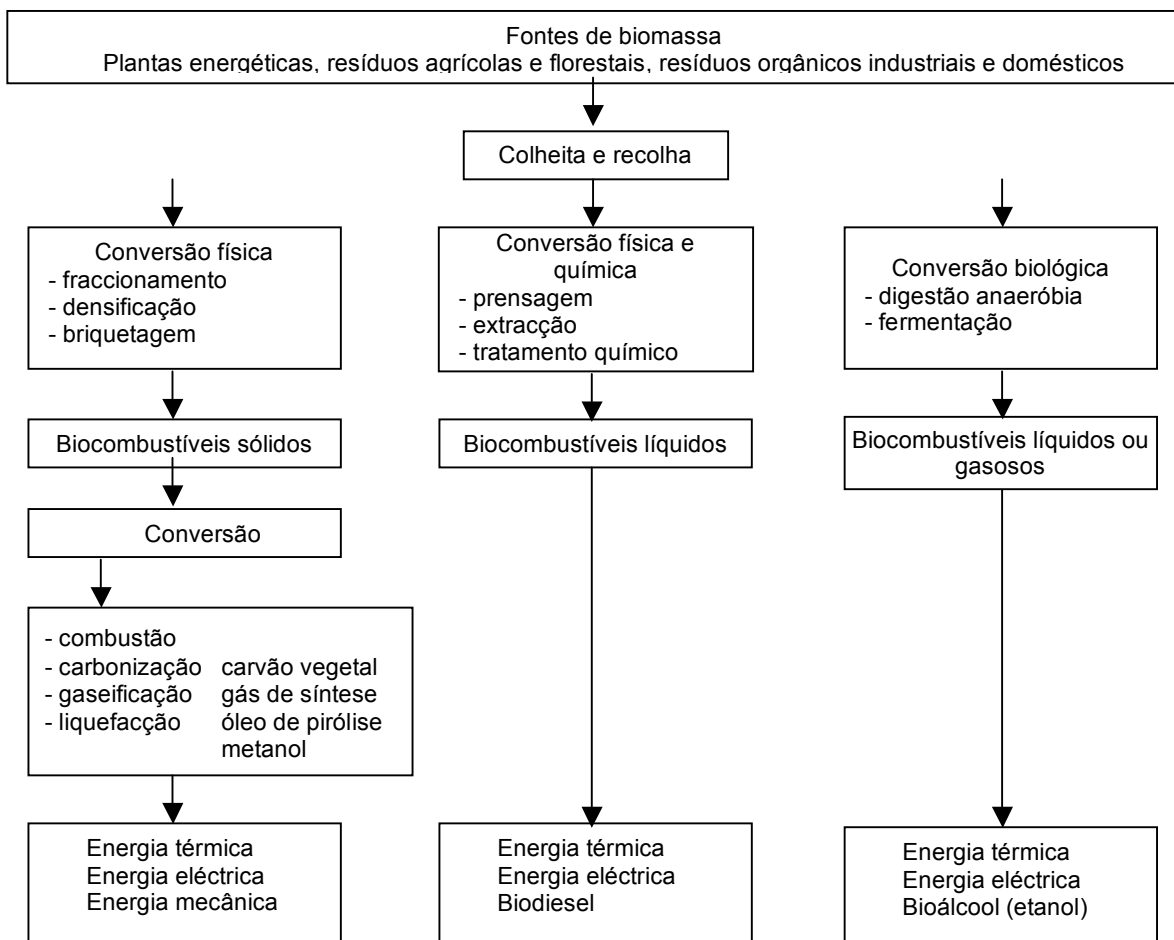 Fontes de biomassa
Plantas energéticas, resíduos agrícolas e florestais, resíduos orgânicos industriais e domésticos
Colheita e recolha
Conversão física
- fraccionamento
- densificação
- briquetagem
Conversão física e
química
- prensagem
- extracção
- tratamento químico
Conversão biológica
- digestão anaeróbia
- fermentação
Biocombustíveis sólidos
Biocombustíveis líquidos
Biocombustíveis líquidos ou
gasosos
Conversão
- combustão
- carbonização carvão vegetal
- gaseificação gás de síntese
- liquefacção óleo de pirólise
metanol
Energia térmica
Energia eléctrica
Energia mecânica
Energia térmica
Energia eléctrica
Biodiesel
Energia térmica
Energia eléctrica
Bioálcool (etanol)